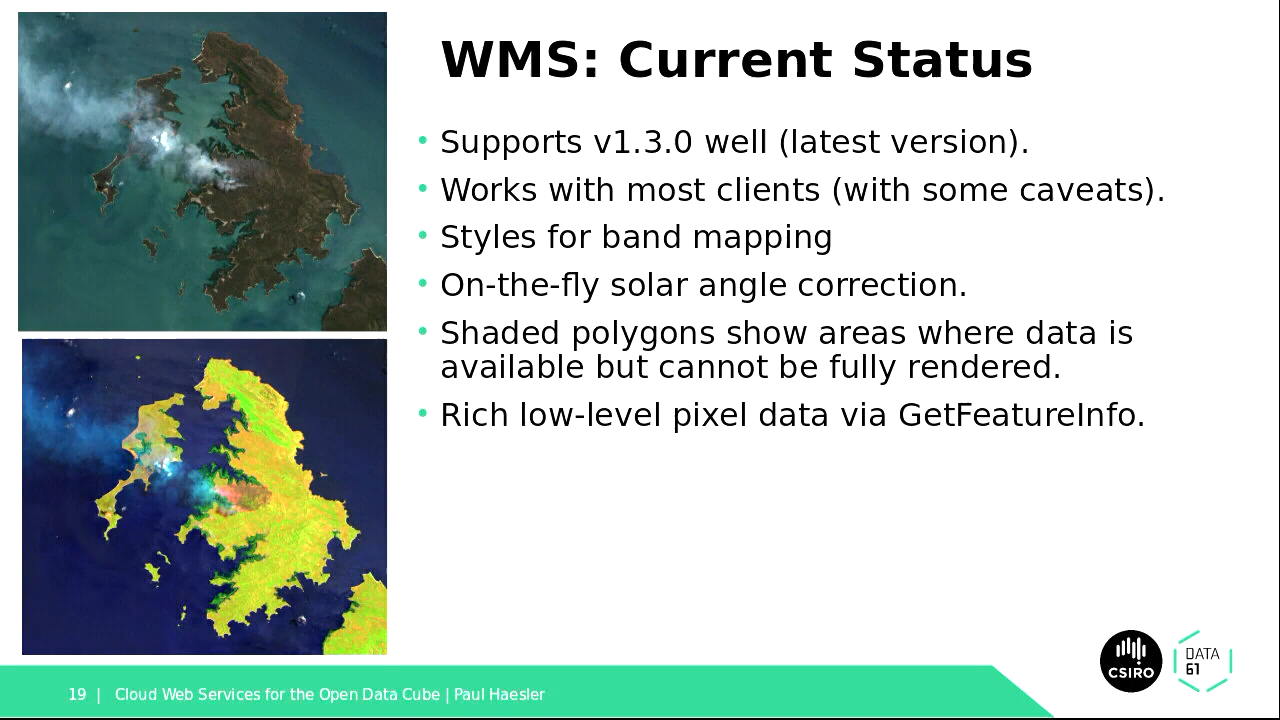 WMS: Current Status
• Supports v1.3.0 well (latest version).
• Works with most clients (with some caveats).
• Styles for band mapping
• On-the-fly solar angle correction.
• Shaded polygons show areas where data is
available but cannot be fully rendered.
• Rich low-level pixel data via GetFeatureInfo.
CSIRO
DATA
61
19 | Cloud Web Services for the Open Data Cube | Paul Haesler